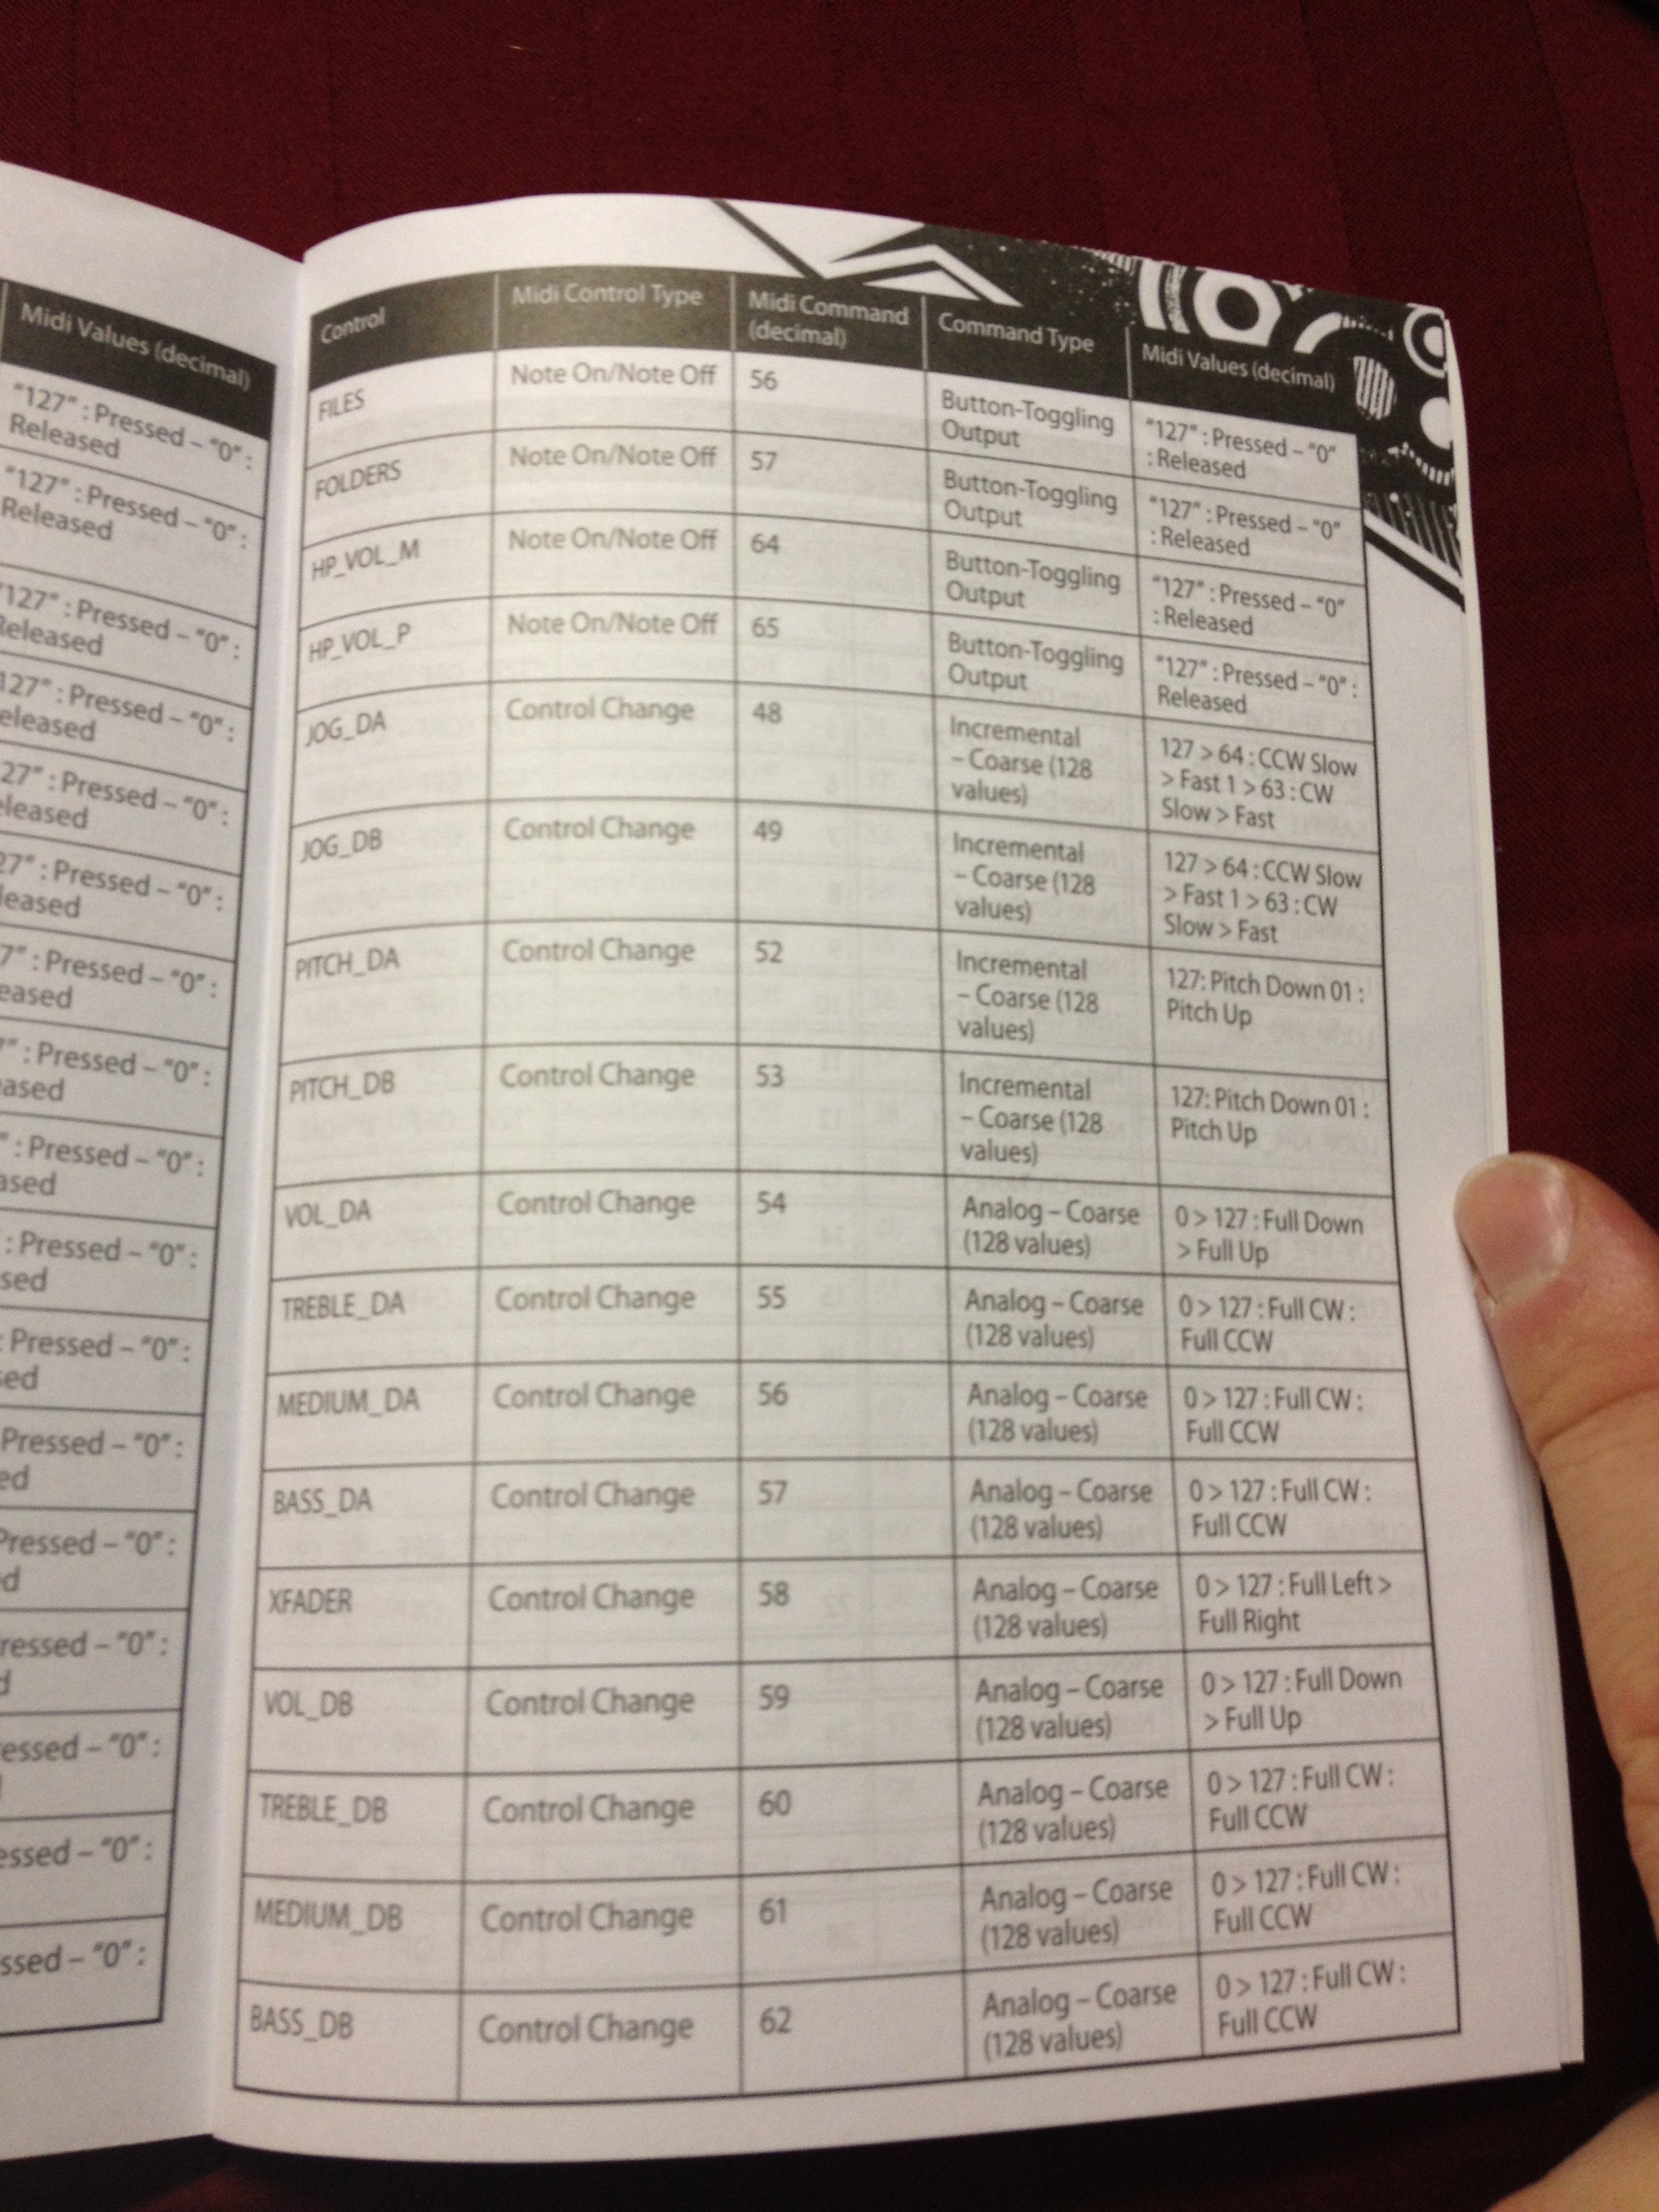 Midi Values (decimal)
"127" : Pressed – "0" :
Released
"127" : Pressed – "0" :
Released
127" : Pressed – "0" :
Released
127" : Pressed – "0" :
eleased
27" : Pressed – "0" :
eleased
27" : Pressed – "0" :
leased
7" : Pressed – "0" :
eased
" : Pressed – "0" :
ased
" : Pressed – "0" :
ased
: Pressed – "0" :
sed
: Pressed – "0" :
sed
Pressed – "0" :
ed
Pressed – "0" :
d
ressed – "0" :
d
essed – "0" :
essed – "0" :
ssed – "0" :
Control
Midi Control Type
Midi Command
(decimal)
Command Type
Midi Values (decimal)
FILES
Note On/Note Off
56
Button-Toggling
Output
"127" : Pressed – "0"
: Released
FOLDERS
Note On/Note Off
57
Button-Toggling
Output
"127" : Pressed – "0"
: Released
HP_VOL_M
Note On/Note Off
64
Button-Toggling
Output
"127" : Pressed – "0"
: Released
HP_VOL_P
Note On/Note Off
65
Button-Toggling
Output
"127" : Pressed – "0" :
Released
JOG_DA
Control Change
48
Incremental
– Coarse (128
values)
127 > 64 : CCW Slow
> Fast 1 > 63 : CW
Slow > Fast
JOG_DB
Control Change
49
Incremental
– Coarse (128
values)
127 > 64 : CCW Slow
> Fast 1 > 63 : CW
Slow > Fast
PITCH_DA
Control Change
52
Incremental
– Coarse (128
values)
127: Pitch Down 01 :
Pitch Up
PITCH_DB
Control Change
53
Incremental
– Coarse (128
values)
127: Pitch Down 01 :
Pitch Up
VOL_DA
Control Change
54
Analog – Coarse
(128 values)
0 > 127 : Full Down
> Full Up
TREBLE_DA
Control Change
55
Analog – Coarse
(128 values)
0 > 127 : Full CW :
Full CCW
MEDIUM_DA
Control Change
56
Analog – Coarse
(128 values)
0 > 127 : Full CW :
Full CCW
BASS_DA
Control Change
57
Analog – Coarse
(128 values)
0 > 127 : Full CW :
Full CCW
XFADER
Control Change
58
Analog – Coarse
(128 values)
0 > 127 : Full Left >
Full Right
VOL_DB
Control Change
59
Analog – Coarse
(128 values)
0 > 127 : Full Down
> Full Up
TREBLE_DB
Control Change
60
Analog – Coarse
(128 values)
0 > 127 : Full CW :
Full CCW
MEDIUM_DB
Control Change
61
Analog – Coarse
(128 values)
0 > 127 : Full CW :
Full CCW
BASS_DB
Control Change
62
Analog – Coarse
(128 values)
0 > 127 : Full CW :
Full CCW